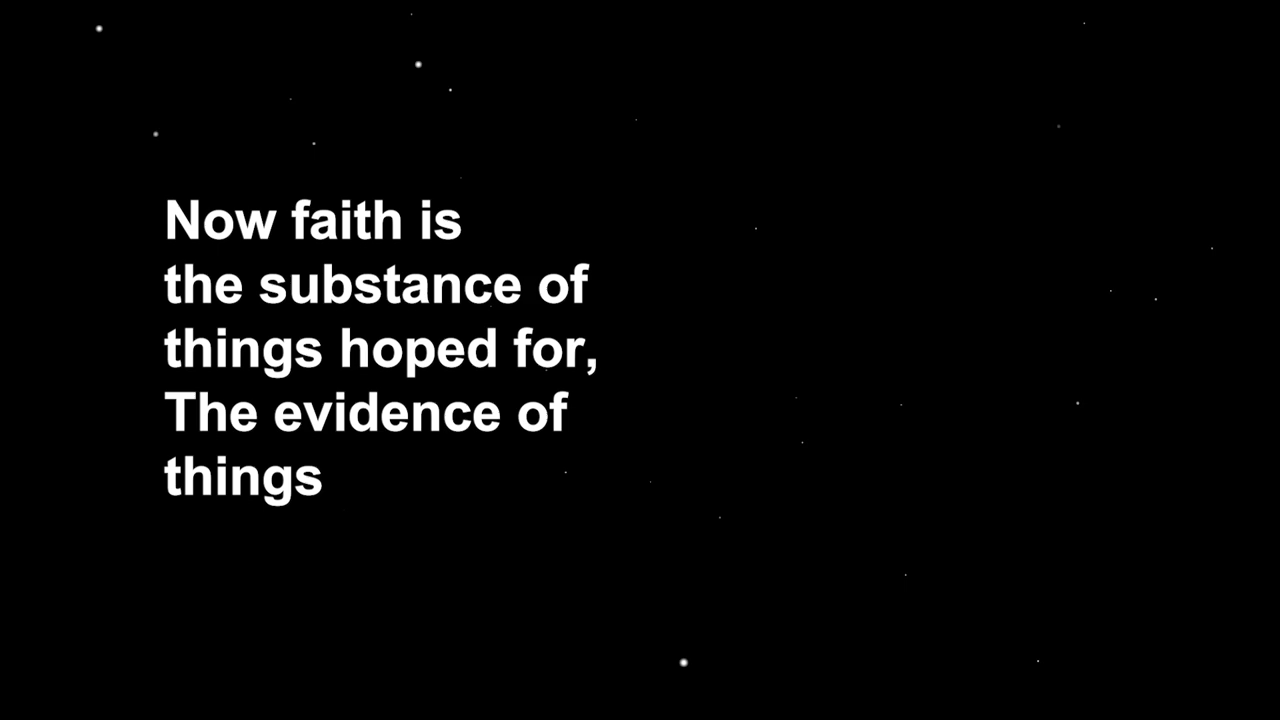 Now faith is
the substance of
things hoped for,
The evidence of
things